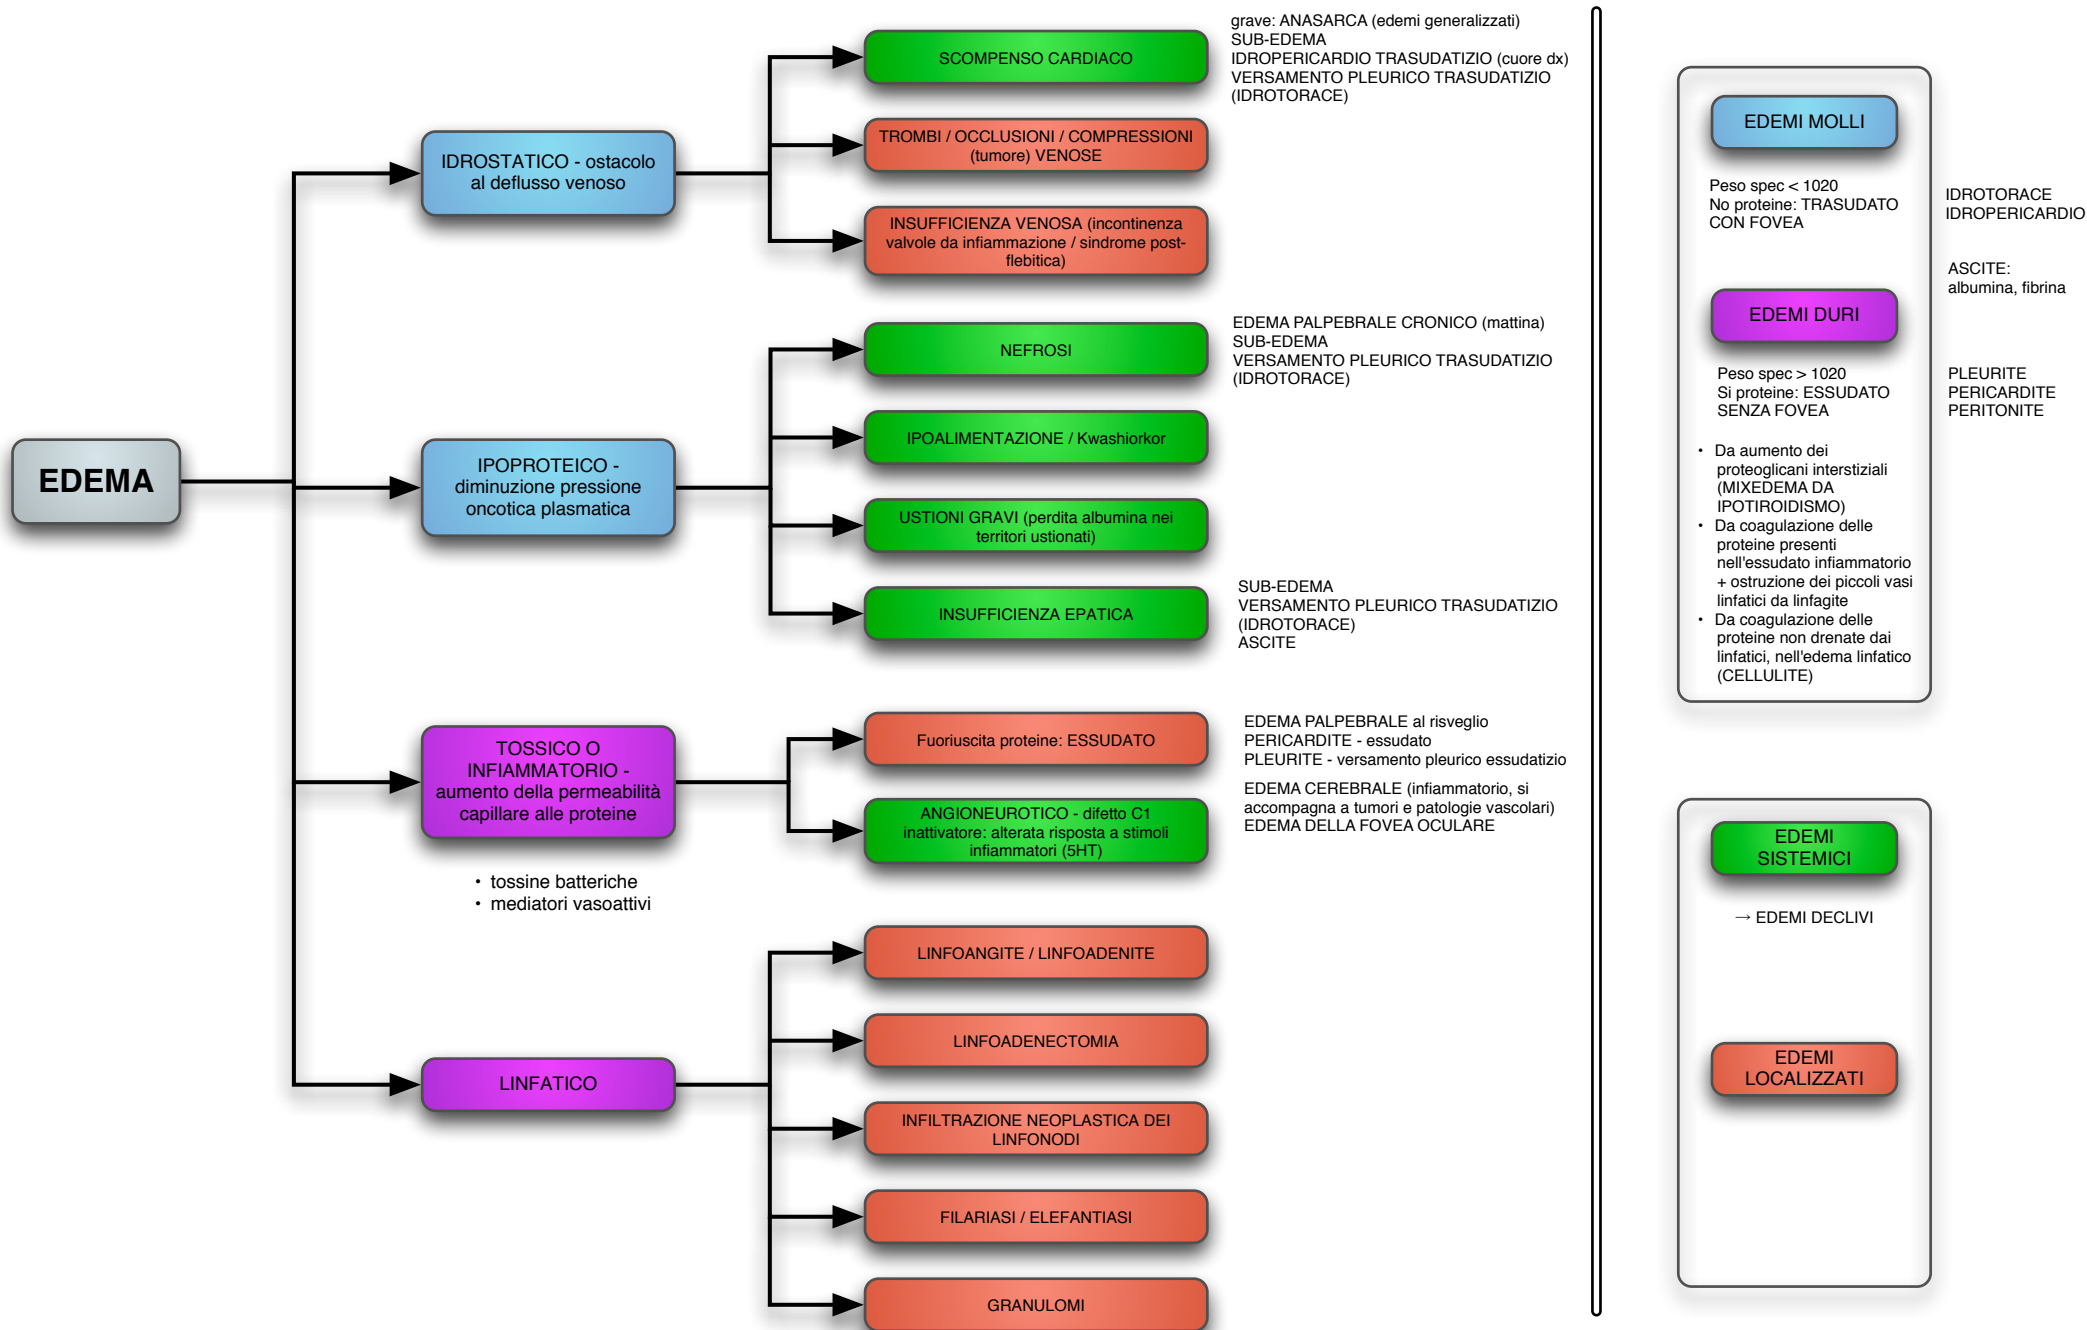 EDEMA
IDROSTATICO - ostacolo
al deflusso venoso
SCOMPENSO CARDIACO
grave: ANASARCA (edemi generalizzati)
SUB-EDEMA
IDROPERICARDIO TRASUDATIZIO (cuore dx)
VERSAMENTO PLEURICO TRASUDATIZIO
(IDROTORACE)
TROMBI / OCCLUSIONI / COMPRESSIONI
(tumore) VENOSE
INSUFFICIENZA VENOSA (incontinenza
valvole da infiammazione / sindrome post-
flebitica)
IPOPROTEICO -
diminuzione pressione
oncotica plasmatica
NEFROSI
EDEMA PALPEBRALE CRONICO (mattina)
SUB-EDEMA
VERSAMENTO PLEURICO TRASUDATIZIO
(IDROTORACE)
IPOALIMENTAZIONE / Kwashiorkor
USTIONI GRAVI (perdita albumina nei
territori ustionati)
INSUFFICIENZA EPATICA
SUB-EDEMA
VERSAMENTO PLEURICO TRASUDATIZIO
(IDROTORACE)
ASCITE
TOSSICO O
INFIAMMATORIO -
aumento della permeabilità
capillare alle proteine
• tossine batteriche
• mediatori vasoattivi
Fuoriuscita proteine: ESSUDATO
EDEMA PALPEBRALE al risveglio
PERICARDITE - essudato
PLEURITE - versamento pleurico essudatizio
ANGIONEUROTICO - difetto C1
inattivatore: alterata risposta a stimoli
infiammatori (5HT)
EDEMA CEREBRALE (infiammatorio, si
accompagna a tumori e patologie vascolari)
EDEMA DELLA FOVEA OCULARE
LINFATICO
LINFOANGITE / LINFOADENITE
LINFOADENECTOMIA
INFILTRAZIONE NEOPLASTICA DEI
LINFONODI
FILARIASI / ELEFANTIASI
GRANULOMI
EDEMI MOLLI
Peso spec < 1020
No proteine: TRASUDATO
CON FOVEA
IDROTORACE
IDROPERICARDIO
ASCITE:
albumina, fibrina
EDEMI DURI
Peso spec > 1020
Si proteine: ESSUDATO
SENZA FOVEA
PLEURITE
PERICARDITE
PERITONITE
• Da aumento dei
proteoglicani interstiziali
(MIXEDEMA DA
IPOTIROIDISMO)
• Da coagulazione delle
proteine presenti
nell'essudato infiammatorio
+ ostruzione dei piccoli vasi
linfatici da linfagite
• Da coagulazione delle
proteine non drenate dai
linfatici, nell'edema linfatico
(CELLULITE)
EDEMI
SISTEMICI
→ EDEMI DECLIVI
EDEMI
LOCALIZZATI